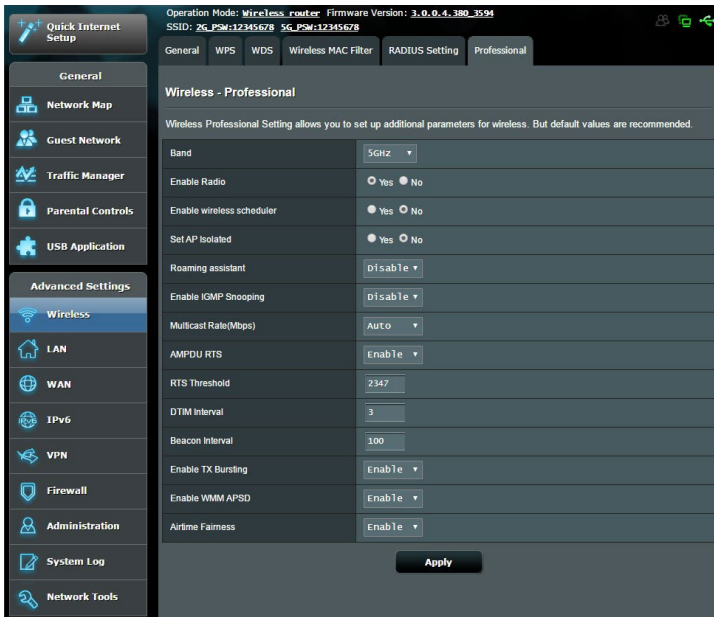 Quick Internet
Setup
General
Network Map
Guest Network
Traffic Manager
Parental Controls
USB Application
Advanced Settings
Wireless
LAN
WAN
IPv6
IPv6
VPN
Firewall
Administration
System Log
Network Tools
Operation Mode: Wireless router Firmware Version: 3.0.0.4.380_3594
SSID: 2G_PSW:12345678 5G_PSW:12345678
General WPS WDS Wireless MAC Filter RADIUS Setting Professional
Wireless - Professional
Wireless Professional Setting allows you to set up additional parameters for wireless. But default values are recommended.
Band 5GHz
Enable Radio Yes No
Enable wireless scheduler Yes No
Set AP Isolated Yes No
Roaming assistant Disable
Enable IGMP Snooping Disable
Multicast Rate(Mbps) Auto
AMPDU RTS Enable
RTS Threshold 2347
DTIM Interval 3
Beacon Interval 100
Enable TX Bursting Enable
Enable WMM APSD Enable
Airtime Fairness Enable
Apply